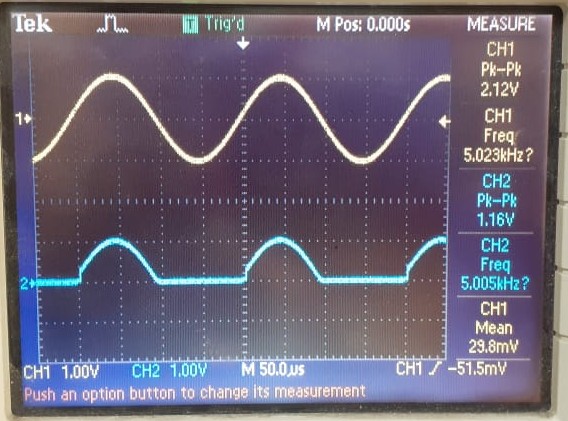 Tek
Trig'd
M Pos: 0.000s
MEASURE
CH1
Pk-Pk
2.12V
CH1
Freq
5.023kHz?
CH2
Pk-Pk
1.16V
CH2
Freq
5.005kHz?
CH1
Mean
29.8mV
1
2
CH1 1.00V
CH2 1.00V
M 50.0µs
CH1 -51.5mV
Push an option button to change its measurement